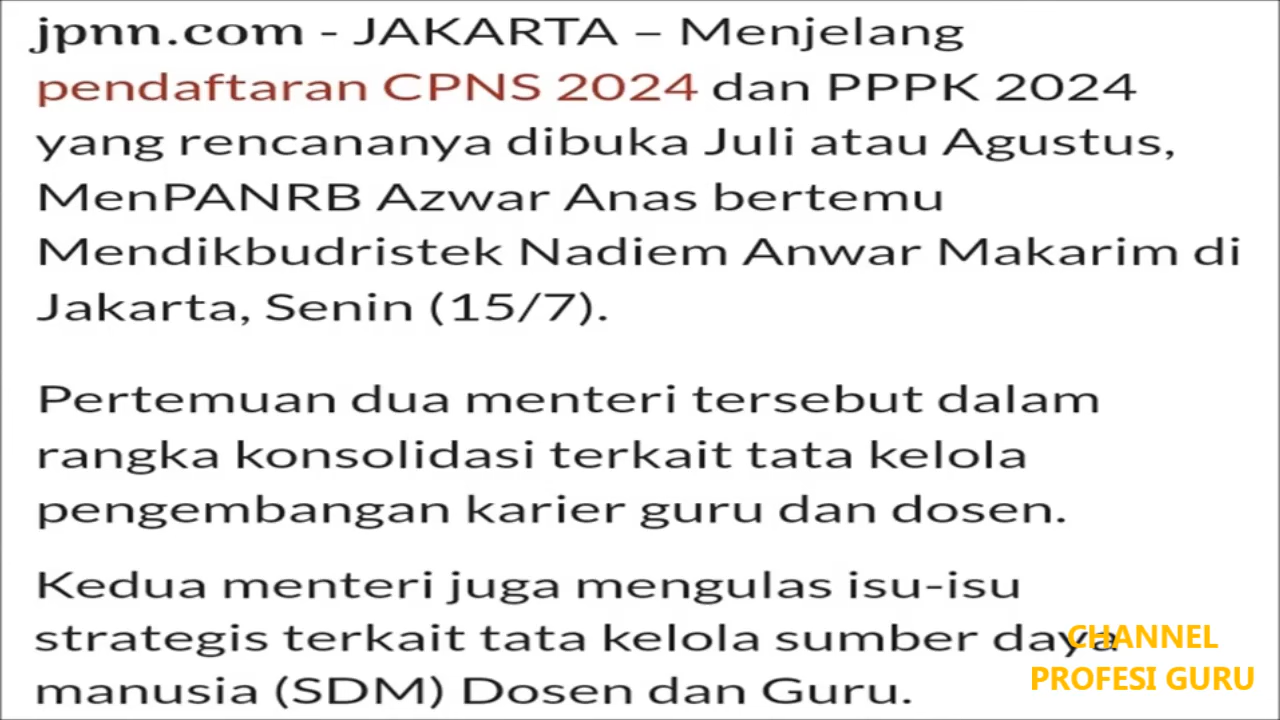 jpnn.com - JAKARTA – Menjelang
pendaftaran CPNS 2024 dan PPPK 2024
yang rencananya dibuka Juli atau Agustus,
MenPANRB Azwar Anas bertemu
Mendikbudristek Nadiem Anwar Makarim di
Jakarta, Senin (15/7).
Pertemuan dua menteri tersebut dalam
rangka konsolidasi terkait tata kelola
pengembangan karier guru dan dosen.
Kedua menteri juga mengulas isu-isu
strategis terkait tata kelola sumber daya
manusia (SDM) Dosen dan Guru.
CHANNEL
PROFESI GURU